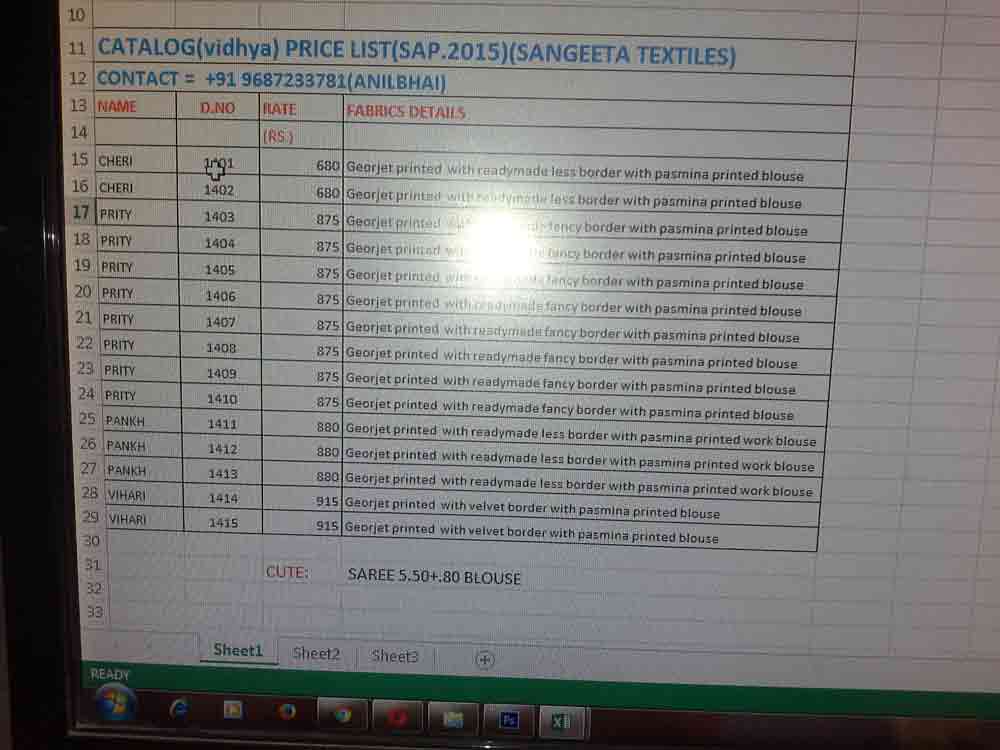 10
11 CATALOG(vidhya) PRICE LIST(SAP.2015)(SANGEETA TEXTILES)
12 CONTACT = +91 9687233781(ANILBHAI)
13 NAME D.NO RATE FABRICS DETAILS
14 (RS.)
15 CHERI 1401 680 Georjet printed with readymade less border with pasmina printed blouse
16 CHERI 1402 680 Georjet printed with readymade less border with pasmina printed blouse
17 PRITY 1403 875 Georjet printed fency border with pasmina printed blouse
18 PRITY 1404 875 Georjet printed fancy border with pasmina printed blouse
19 PRITY 1405 875 Georjet printed with fancy border with pasmina printed blouse
20 PRITY 1406 875 Georjet printed with readymade fancy border with pasmina printed blouse
21 PRITY 1407 875 Georjet printed with readymade fancy border with pasmina printed blouse
22 PRITY 1408 875 Georjet printed with readymade fancy border with pasmina printed blouse
23 PRITY 1409 875 Georjet printed with readymade fancy border with pasmina printed blouse
24 PRITY 1410 875 Georjet printed with readymade fancy border with pasmina printed blouse
25 PANKH 1411 880 Georjet printed with readymade less border with pasmina printed work blouse
26 PANKH 1412 880 Georjet printed with readymade less border with pasmina printed work blouse
27 PANKH 1413 880 Georjet printed with readymade less border with pasmina printed work blouse
28 VIHARI 1414 915 Georjet printed with velvet border with pasmina printed blouse
29 VIHARI 1415 915 Georjet printed with velvet border with pasmina printed blouse
30
31 CUTE: SAREE 5.50+.80 BLOUSE
32
33
Sheet1 Sheet2 Sheet3
READY
Ps